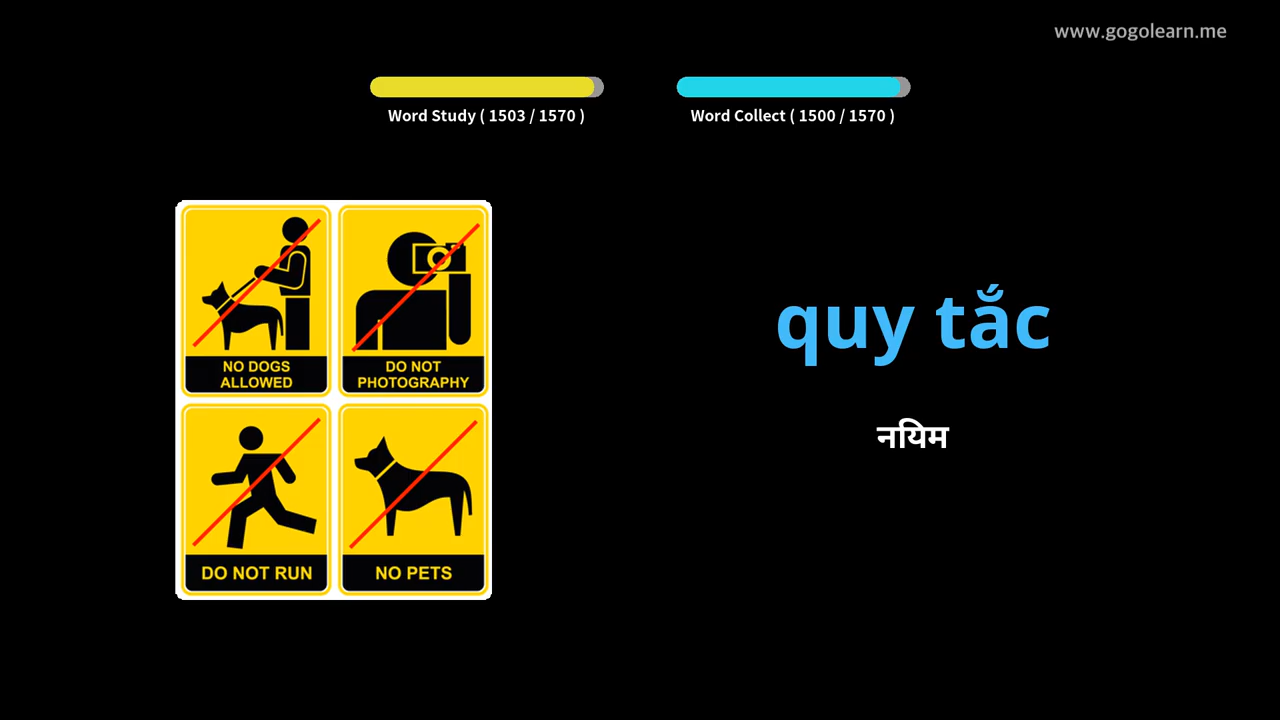 www.gogolearn.me
Word Study ( 1503 / 1570 )
Word Collect ( 1500 / 1570 )
NO DOGS
ALLOWED
DO NOT
PHOTOGRAPHY
DO NOT RUN
NO PETS
quy tắc
नयिम